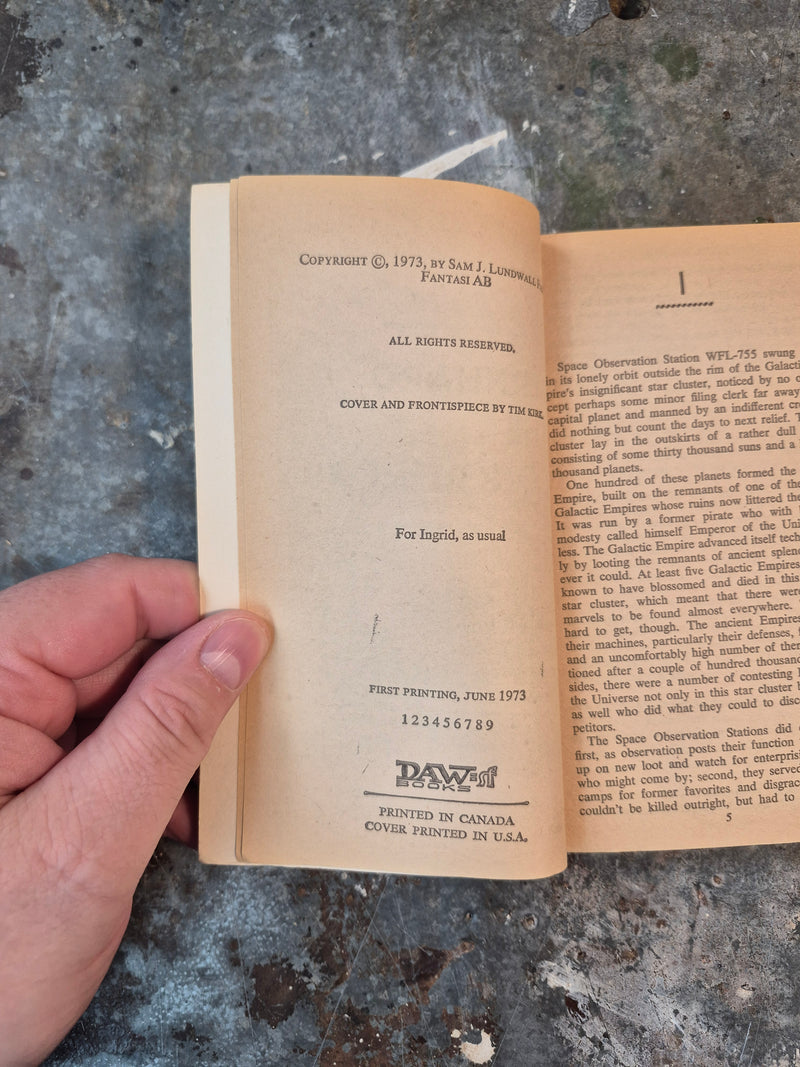 COPYRIGHT ©, 1973, BY SAM J. LUNDWALL
FANTASI AB
ALL RIGHTS RESERVED.
COVER AND FRONTISPIECE BY TIM KIRK.
For Ingrid, as usual
FIRST PRINTING, JUNE 1973
1 2 3 4 5 6 7 8 9
DAW=sf
BOOKS
PRINTED IN CANADA
COVER PRINTED IN U.S.A.
I
Space Observation Station WFL-755 swung
in its lonely orbit outside the rim of the Galacti
pire's insignificant star cluster, noticed by no
cept perhaps some minor filing clerk far away
capital planet and manned by an indifferent cr
did nothing but count the days to next relief. T
cluster lay in the outskirts of a rather dull
consisting of some thirty thousand suns and a
thousand planets.
One hundred of these planets formed the
Empire, built on the remnants of one of the
Galactic Empires whose ruins now littered the
It was run by a former pirate who with
modesty called himself Emperor of the Uni
less. The Galactic Empire advanced itself tech
ly by looting the remnants of ancient splend
ever it could. At least five Galactic Empires
known to have blossomed and died in this
star cluster, which meant that there were
marvels to be found almost everywhere.
hard to get, though. The ancient Empires
their machines, particularly their defenses,
and an uncomfortably high number of them
tioned after a couple of hundred thousand
sides, there were a number of contesting
the Universe not only in this star cluster
as well who did what they could to disc
petitors.
The Space Observation Stations did
first, as observation posts their function
up on new loot and watch for enterprisi
who might come by; second, they served
camps for former favorites and disgrac
couldn't be killed outright, but had to
5